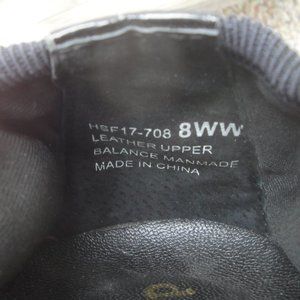 HSF17-708 8WW
LEATHER UPPER
BALANCE MANMADE
MADE IN CHINA